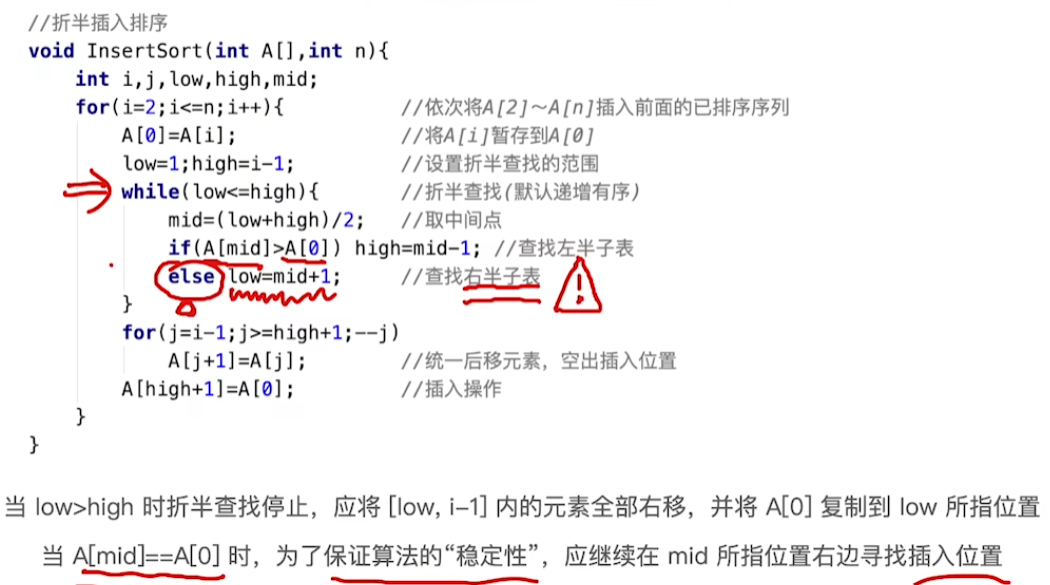 //折半插入排序
void InsertSort(int A[],int n){
int i,j,low,high,mid;
for(i=2;i<=n;i++){ //依次将A[2]～A[n]插入前面的已排序序列
A[0]=A[i]; //将A[i]暂存到A[0]
low=1;high=i-1; //设置折半查找的范围
while(low<=high){ //折半查找(默认递增有序)
mid=(low+high)/2; //取中间点
if(A[mid]>A[0]) high=mid-1; //查找左半子表
else low=mid+1; //查找右半子表
}
for(j=i-1;j>=high+1;--j)
A[j+1]=A[j]; //统一后移元素，空出插入位置
A[high+1]=A[0]; //插入操作
}
}
当 low>high 时折半查找停止，应将 [low, i-1] 内的元素全部右移，并将 A[0] 复制到 low 所指位置
当 A[mid]==A[0] 时，为了保证算法的“稳定性”，应继续在 mid 所指位置右边寻找插入位置